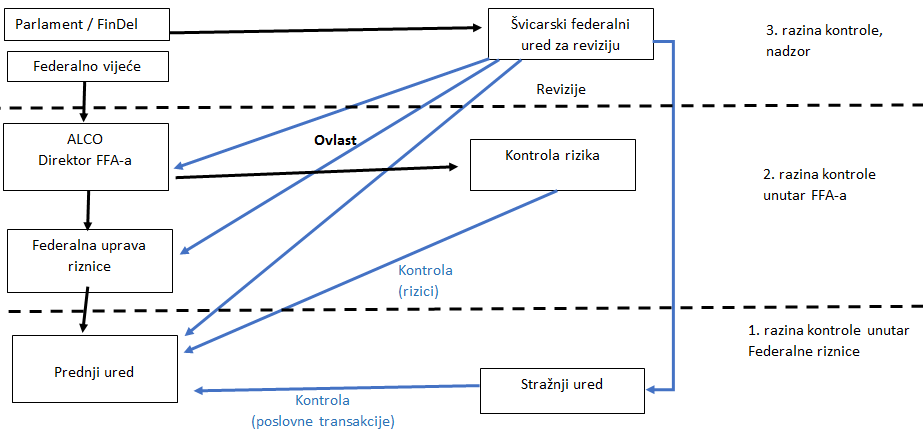 Parlament / FinDel
Švicarski federalni
ured za reviziju
3. razina kontrole,
nadzor
Federalno vijeće
Revizije
ALCO
Direktor FFA-a
Ovlast
Kontrola rizika
2. razina kontrole
unutar FFA-a
Federalna uprava
riznice
Kontrola
(rizici)
1. razina kontrole unutar
Federalne riznice
Prednji ured
Stražnji ured
Kontrola
(poslovne transakcije)